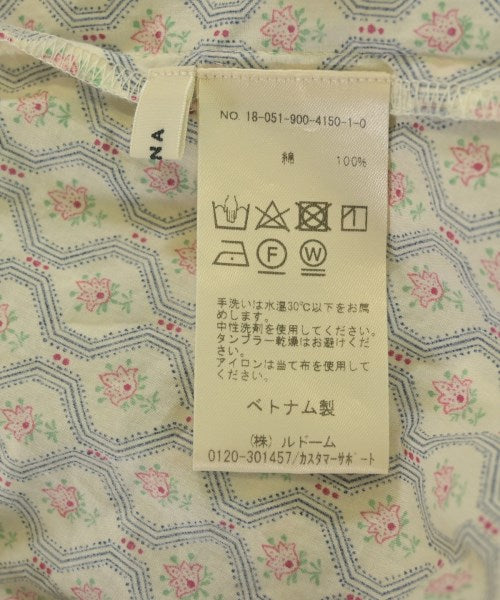 NA
NO. 18-051-900-4150-1-0
綿 100%
F W
手洗いは水温30℃以下をお薦
めします。
中性洗剤を使用してください。
タンブラー乾燥はお避けくださ
い。
アイロンは当て布を使用してく
ださい。
ベトナム製
(株) ルドーム
0120-301457/カスタマーサポート